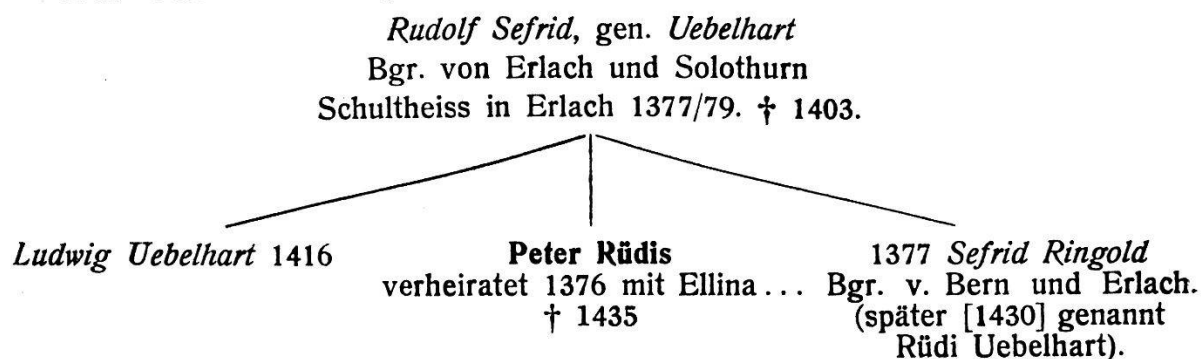 Rudolf Sefrid, gen. Uebelhart
Bgr. von Erlach und Solothurn
Schultheiss in Erlach 1377/79. † 1403.
Ludwig Uebelhart 1416
Peter Rüdis
verheiratet 1376 mit Ellina ...
† 1435
1377 Sefrid Ringold
Bgr. v. Bern und Erlach.
(später [1430] genannt
Rüdi Uebelhart).